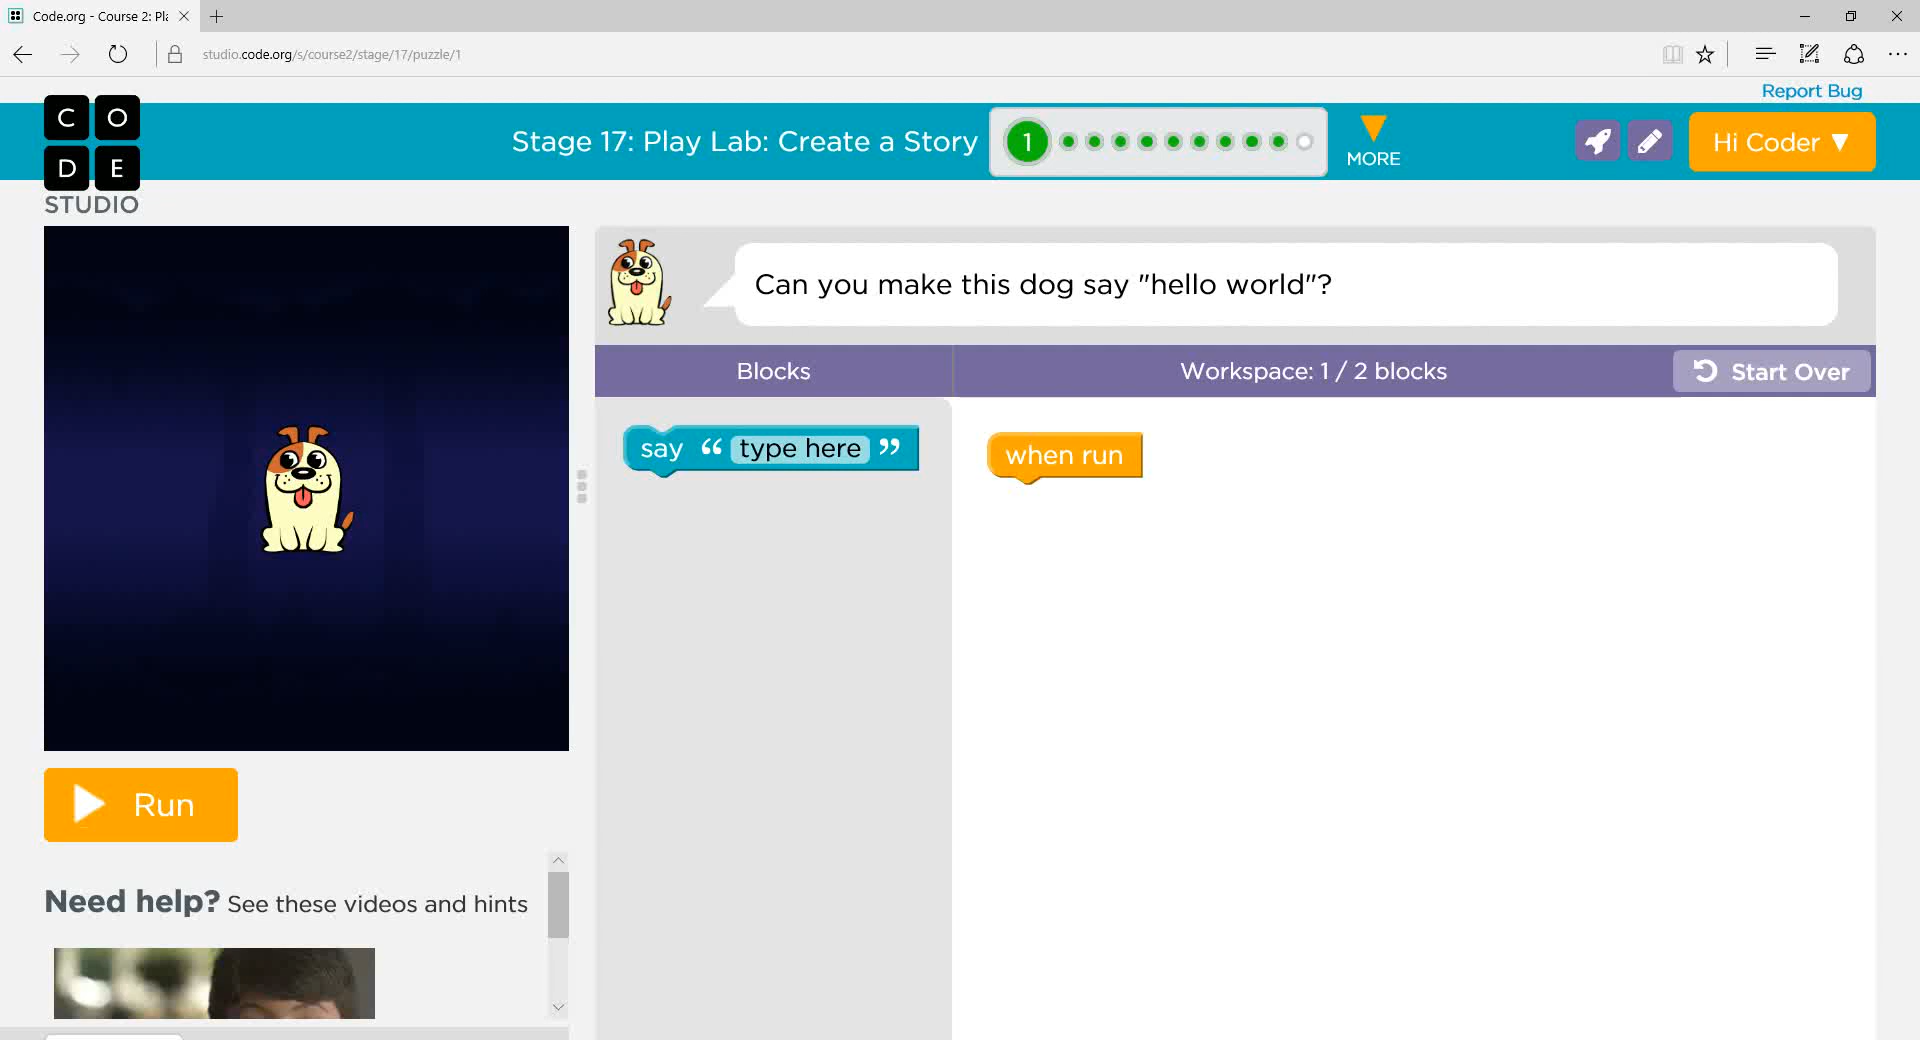 Code.org - Course 2: Pla
studio.code.org/s/course2/stage/17/puzzle/1
Report Bug
C O
D E
STUDIO
Stage 17: Play Lab: Create a Story
1
MORE
Hi Coder ▼
Can you make this dog say "hello world"?
Blocks
Workspace: 1 / 2 blocks
Start Over
say “ type here ”
when run
Run
Need help? See these videos and hints